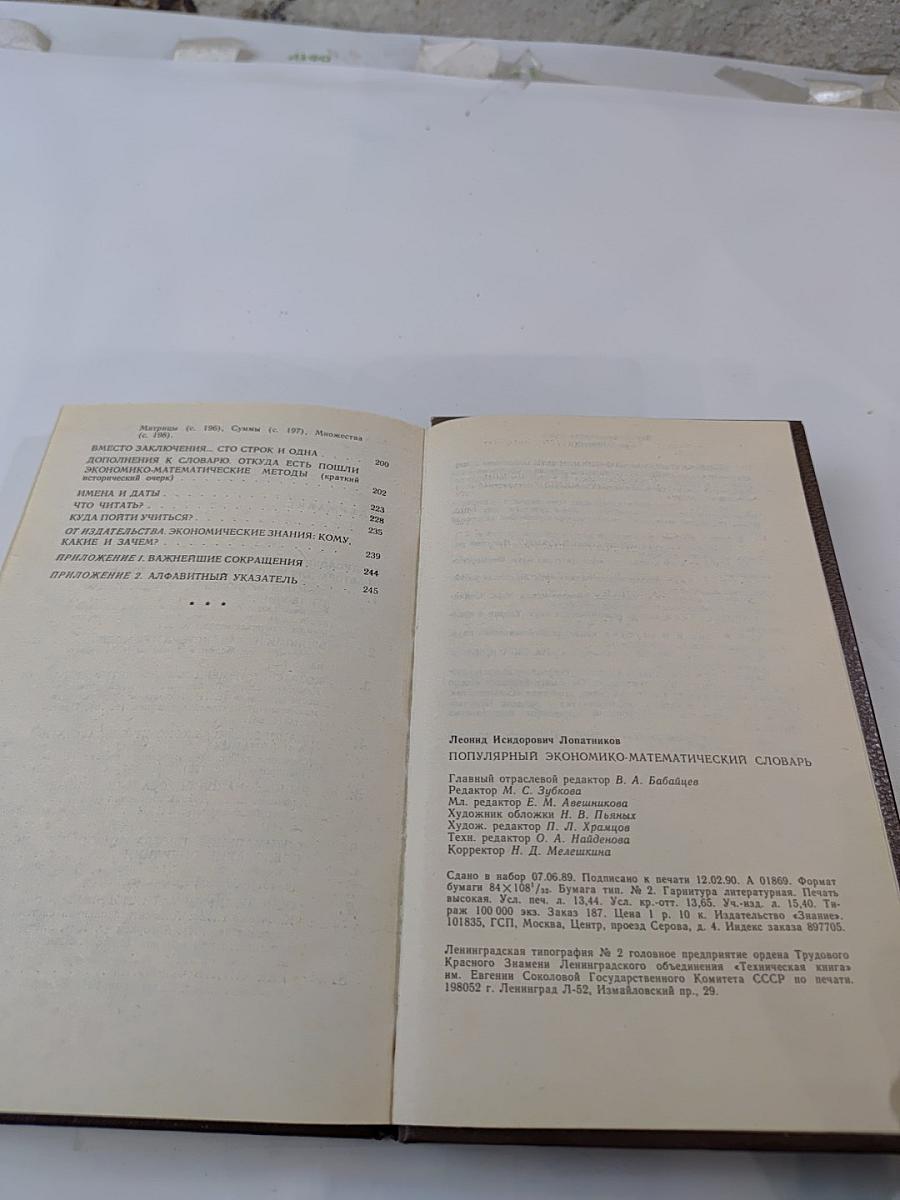 Матрицы (с. 196), Суммы (с. 197), Множества
(с. 198).
ВМЕСТО ЗАКЛЮЧЕНИЯ... СТО СТРОК И ОДНА . . . . 200
ДОПОЛНЕНИЯ К СЛОВАРЮ. ОТКУДА ЕСТЬ ПОШЛИ
ЭКОНОМИКО-МАТЕМАТИЧЕСКИЕ МЕТОДЫ (краткий
исторический очерк) . . . . . . . . . . . . . . . 202
ИМЕНА И ДАТЫ . . . . . . . . . . . . . . . . 223
ЧТО ЧИТАТЬ? . . . . . . . . . . . . . . . . 228
КУДА ПОЙТИ УЧИТЬСЯ? . . . . . . . . . . . . . 235
ОТ ИЗДАТЕЛЬСТВА. ЭКОНОМИЧЕСКИЕ ЗНАНИЯ: КОМУ,
КАКИЕ И ЗАЧЕМ? . . . . . . . . . . . . . . . 239
ПРИЛОЖЕНИЕ 1. ВАЖНЕЙШИЕ СОКРАЩЕНИЯ . . . . . 244
ПРИЛОЖЕНИЕ 2. АЛФАВИТНЫЙ УКАЗАТЕЛЬ . . . . . 245
* * *
Леонид Исидорович Лопатников
ПОПУЛЯРНЫЙ ЭКОНОМИКО-МАТЕМАТИЧЕСКИЙ СЛОВАРЬ
Главный отраслевой редактор В. А. Бабайцев
Редактор М. С. Зубкова
Мл. редактор Е. М. Авешникова
Художник обложки Н. В. Пьяных
Худож. редактор П. Л. Храмцов
Техн. редактор О. А. Найденова
Корректор Н. Д. Мелешкина
Сдано в набор 07.06.89. Подписано к печати 12.02.90. А 01869. Формат
бумаги 84×108¹/₃₂. Бумага тип. № 2. Гарнитура литературная. Печать
высокая. Усл. печ. л. 13,44. Усл. кр.-отт. 13,65. Уч.-изд. л. 15,40. Ти-
раж 100 000 экз. Заказ 187. Цена 1 р. 10 к. Издательство «Знание».
101835, ГСП, Москва, Центр, проезд Серова, д. 4. Индекс заказа 897705.
Ленинградская типография № 2 головное предприятие ордена Трудового
Красного Знамени Ленинградского объединения «Техническая книга»
им. Евгении Соколовой Государственного Комитета СССР по печати.
198052 г. Ленинград Л-52, Измайловский пр., 29.